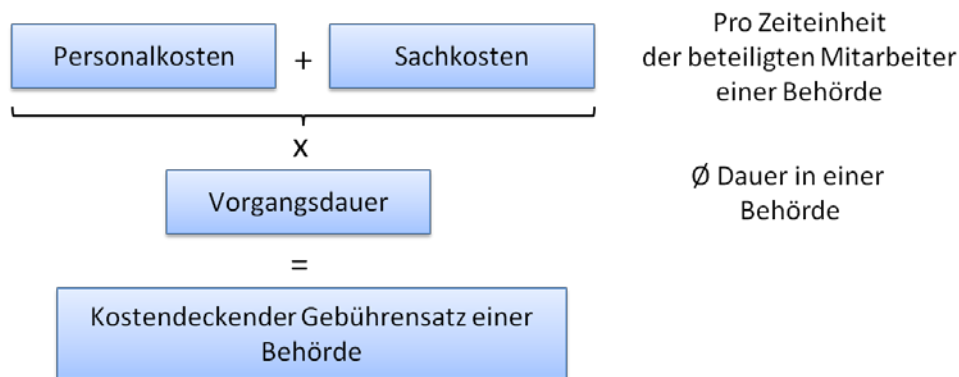 Personalkosten + Sachkosten
Pro Zeiteinheit
der beteiligten Mitarbeiter
einer Behörde
x
Vorgangsdauer
Ø Dauer in einer
Behörde
=
Kostendeckender Gebührensatz einer
Behörde